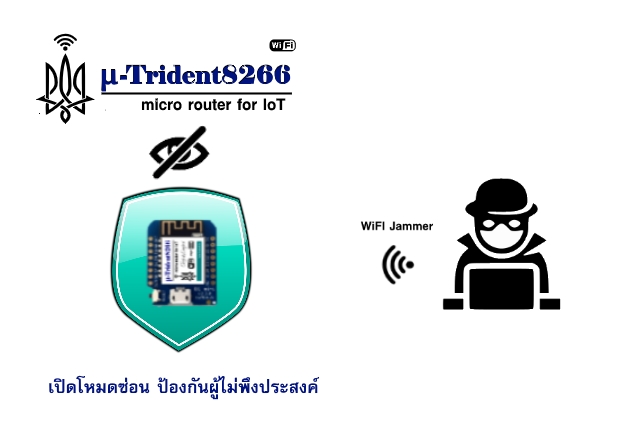 WiFi
µ-Trident8266
micro router for IoT
WiFI Jammer
µ-Trident8266
เปิดโหมดซ่อน ป้องกันผู้ไม่พึงประสงค์